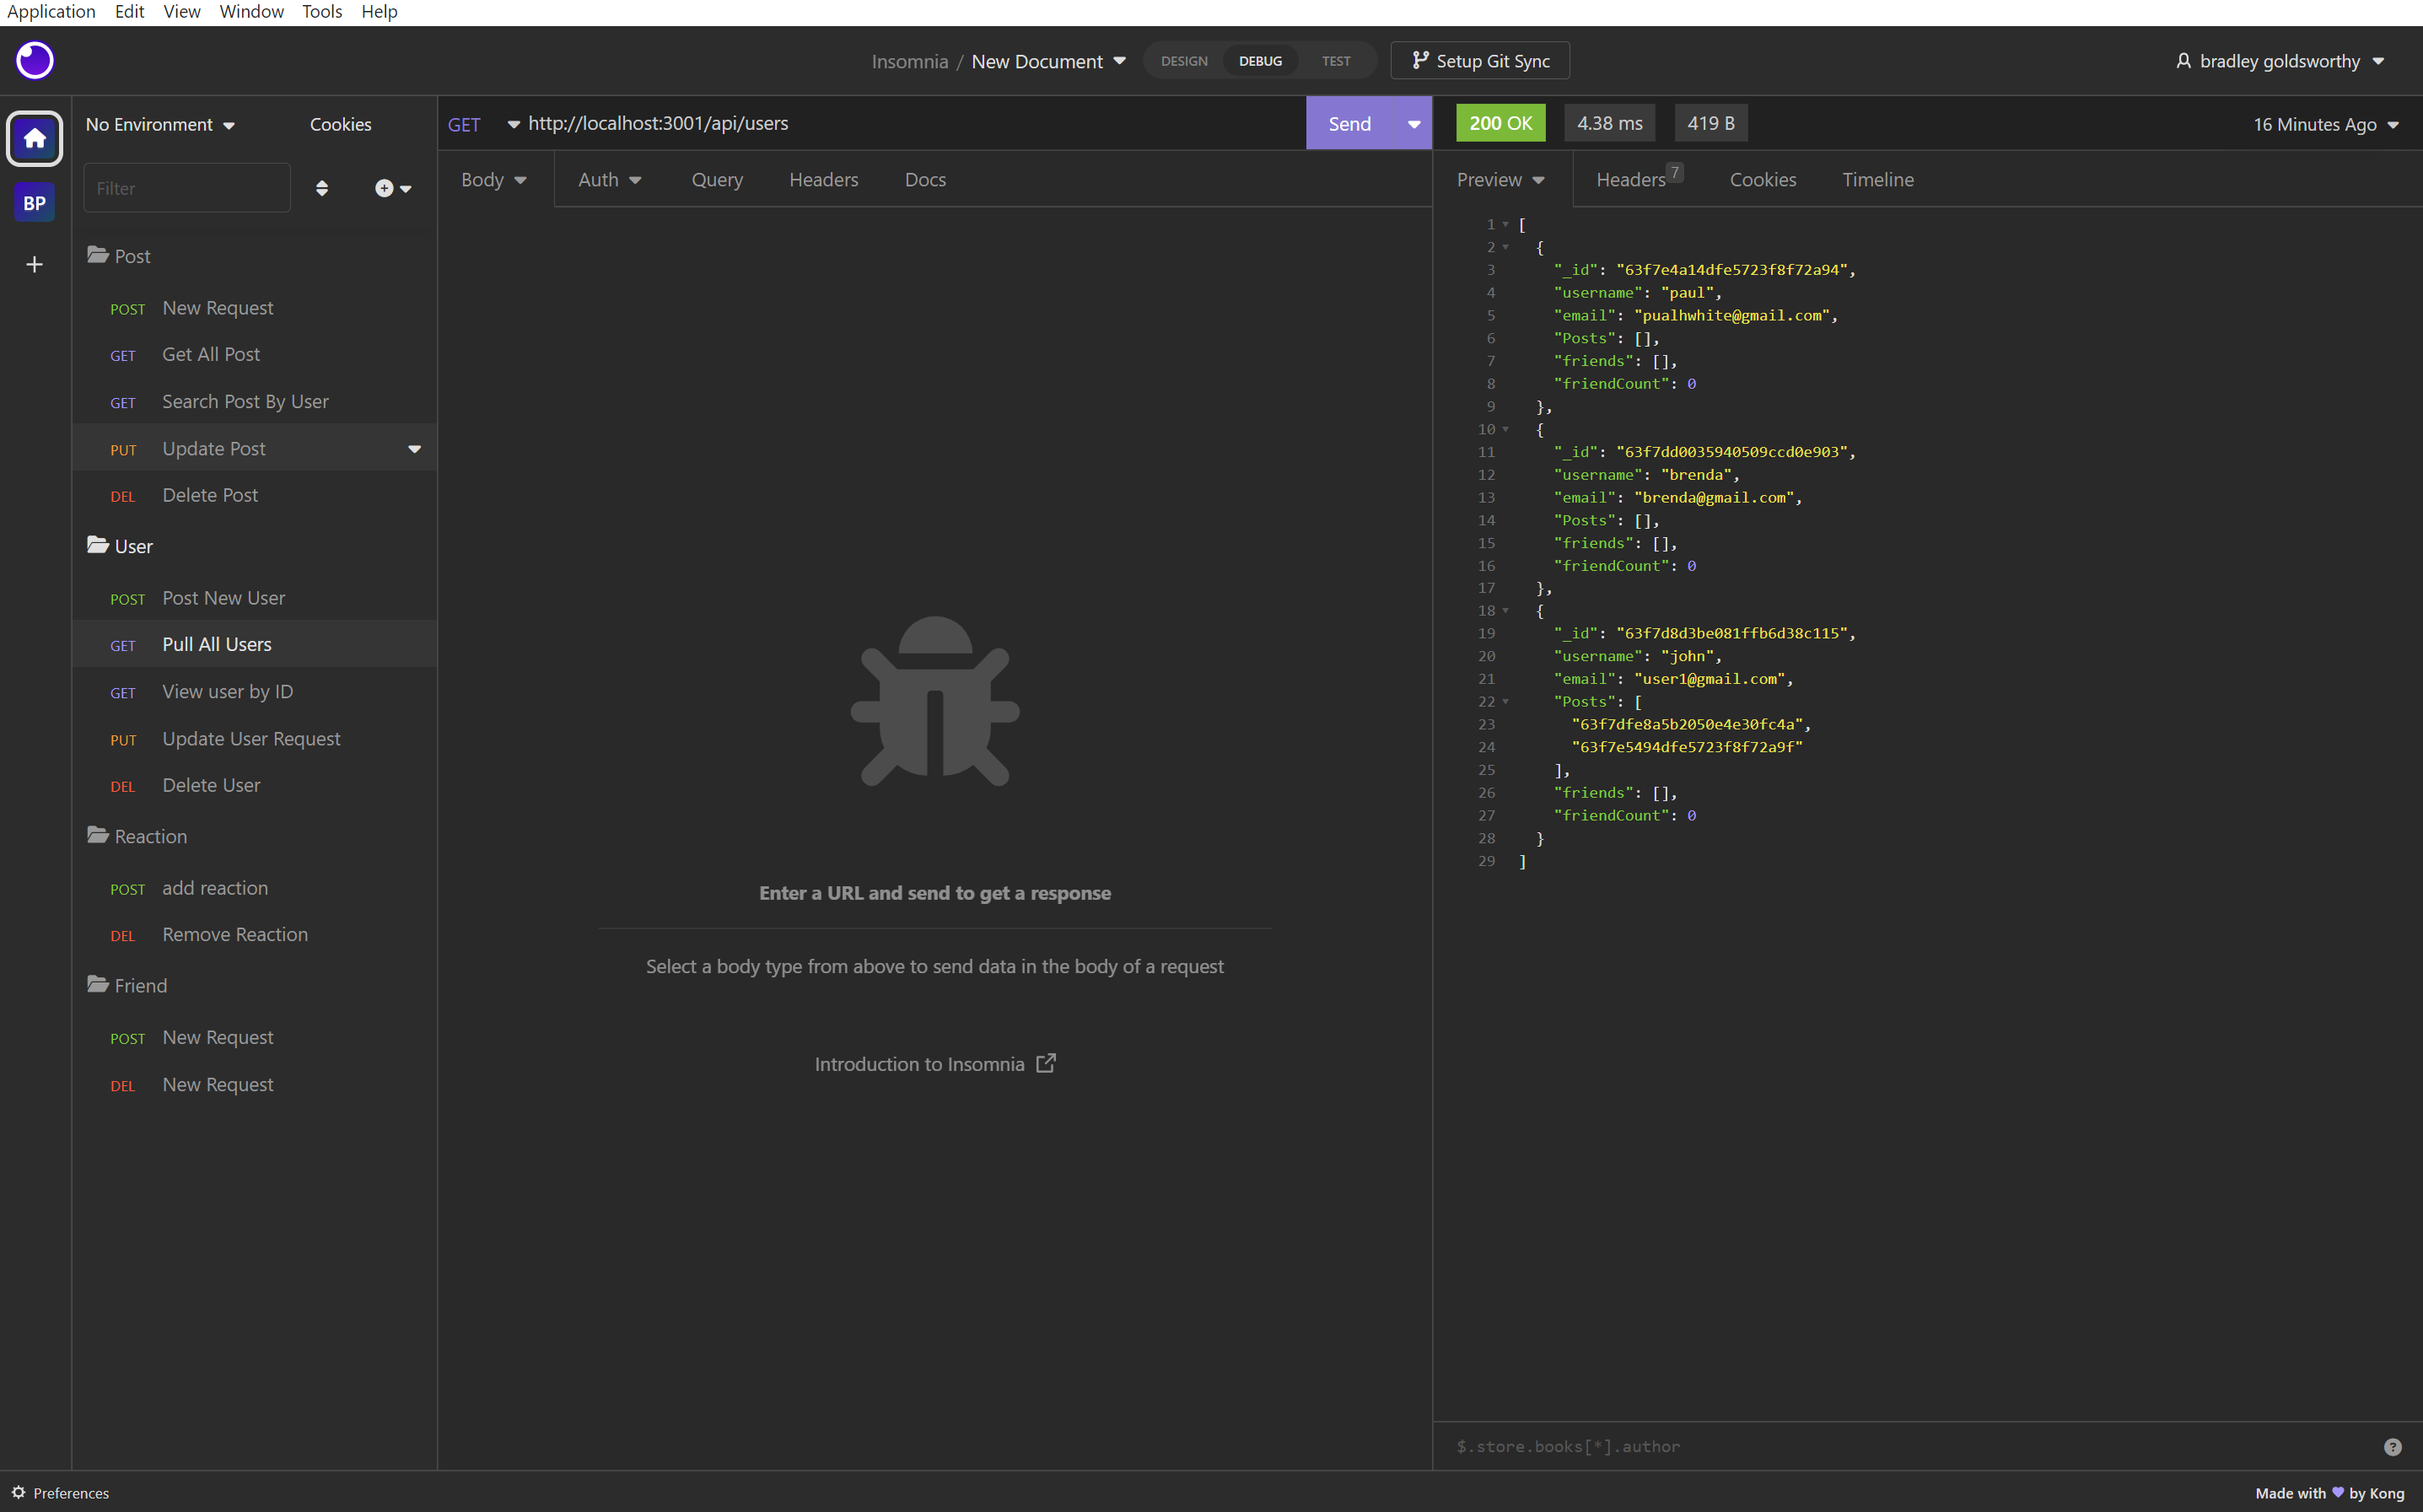 Application Edit View Window Tools Help
Insomnia / New Document DESIGN DEBUG TEST Setup Git Sync bradley goldsworthy
BP
No Environment Cookies
Filter
Post
POST New Request
GET Get All Post
GET Search Post By User
PUT Update Post
DEL Delete Post
User
POST Post New User
GET Pull All Users
GET View user by ID
PUT Update User Request
DEL Delete User
Reaction
POST add reaction
DEL Remove Reaction
Friend
POST New Request
DEL New Request
GET http://localhost:3001/api/users Send
Body Auth Query Headers Docs
Enter a URL and send to get a response
Select a body type from above to send data in the body of a request
Introduction to Insomnia
200 OK 4.38 ms 419 B 16 Minutes Ago
Preview Headers 7 Cookies Timeline
1 [
2 {
3 "_id": "63f7e4a14dfe5723f8f72a94",
4 "username": "paul",
5 "email": "pualhwhite@gmail.com",
6 "Posts": [],
7 "friends": [],
8 "friendCount": 0
9 },
10 {
11 "_id": "63f7dd0035940509ccd0e903",
12 "username": "brenda",
13 "email": "brenda@gmail.com",
14 "Posts": [],
15 "friends": [],
16 "friendCount": 0
17 },
18 {
19 "_id": "63f7d8d3be081ffb6d38c115",
20 "username": "john",
21 "email": "user1@gmail.com",
22 "Posts": [
23 "63f7dfe8a5b2050e4e30fc4a",
24 "63f7e5494dfe5723f8f72a9f"
25 ],
26 "friends": [],
27 "friendCount": 0
28 }
29 ]
$.store.books[*].author
Preferences
Made with 💜 by Kong